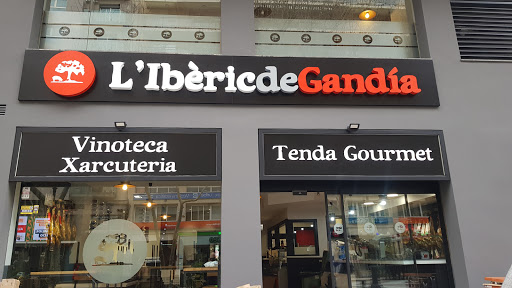 L'IbèricdeGandía
Vinoteca
Xarcuteria
Tenda Gourmet